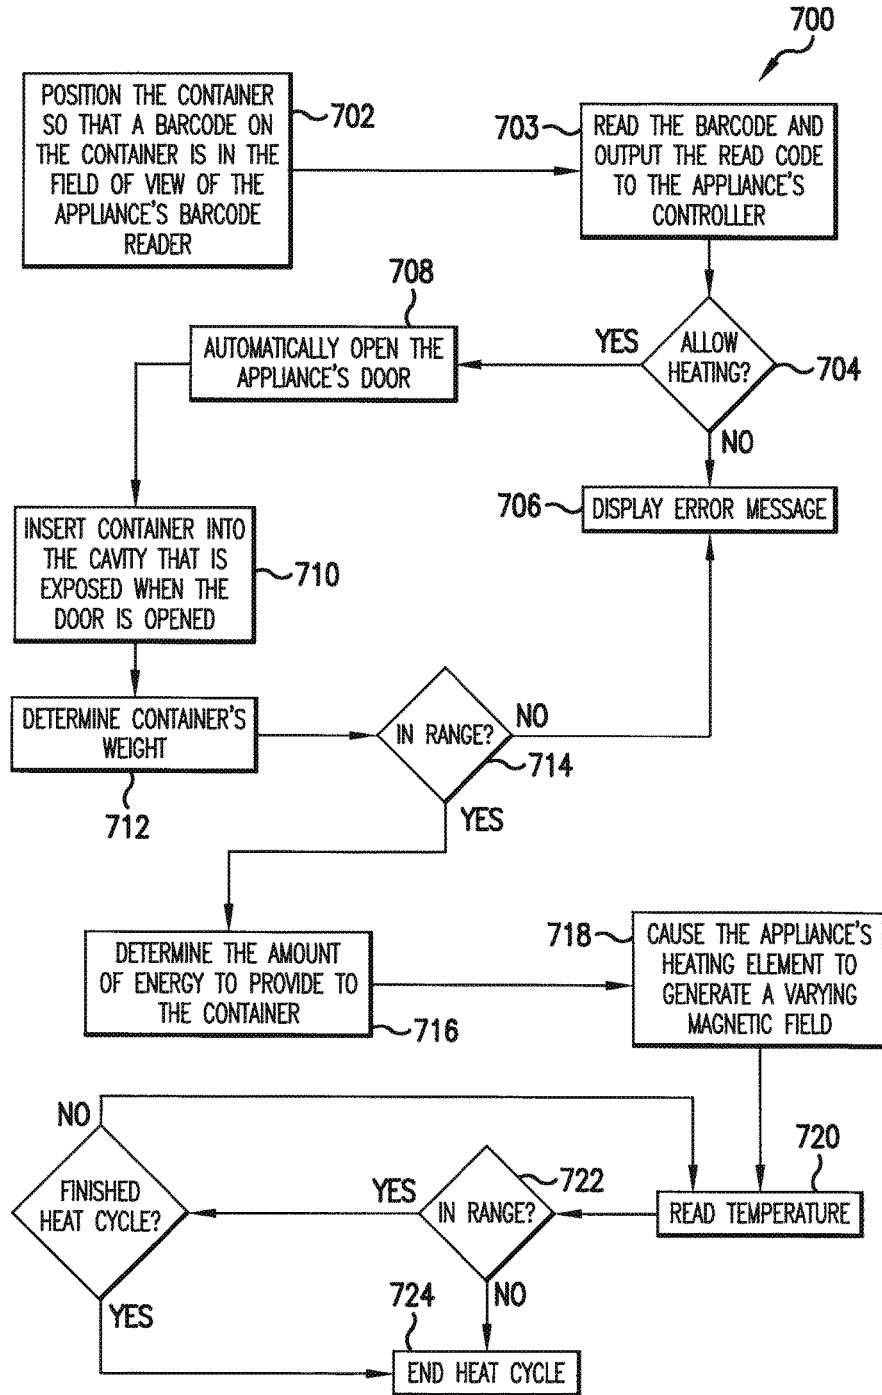 700
POSITION THE CONTAINER
SO THAT A BARCODE ON
THE CONTAINER IS IN THE
FIELD OF VIEW OF THE
APPLIANCE'S BARCODE
READER
702
703
READ THE BARCODE AND
OUTPUT THE READ CODE
TO THE APPLIANCE'S
CONTROLLER
708
AUTOMATICALLY OPEN THE
APPLIANCE'S DOOR
YES
ALLOW
HEATING?
704
NO
706
DISPLAY ERROR MESSAGE
INSERT CONTAINER INTO
THE CAVITY THAT IS
EXPOSED WHEN THE
DOOR IS OPENED
710
DETERMINE CONTAINER'S
WEIGHT
712
IN RANGE?
NO
714
YES
DETERMINE THE AMOUNT
OF ENERGY TO PROVIDE TO
THE CONTAINER
716
718
CAUSE THE APPLIANCE'S
HEATING ELEMENT TO
GENERATE A VARYING
MAGNETIC FIELD
720
READ TEMPERATURE
722
IN RANGE?
YES
NO
FINISHED
HEAT CYCLE?
NO
YES
724
END HEAT CYCLE